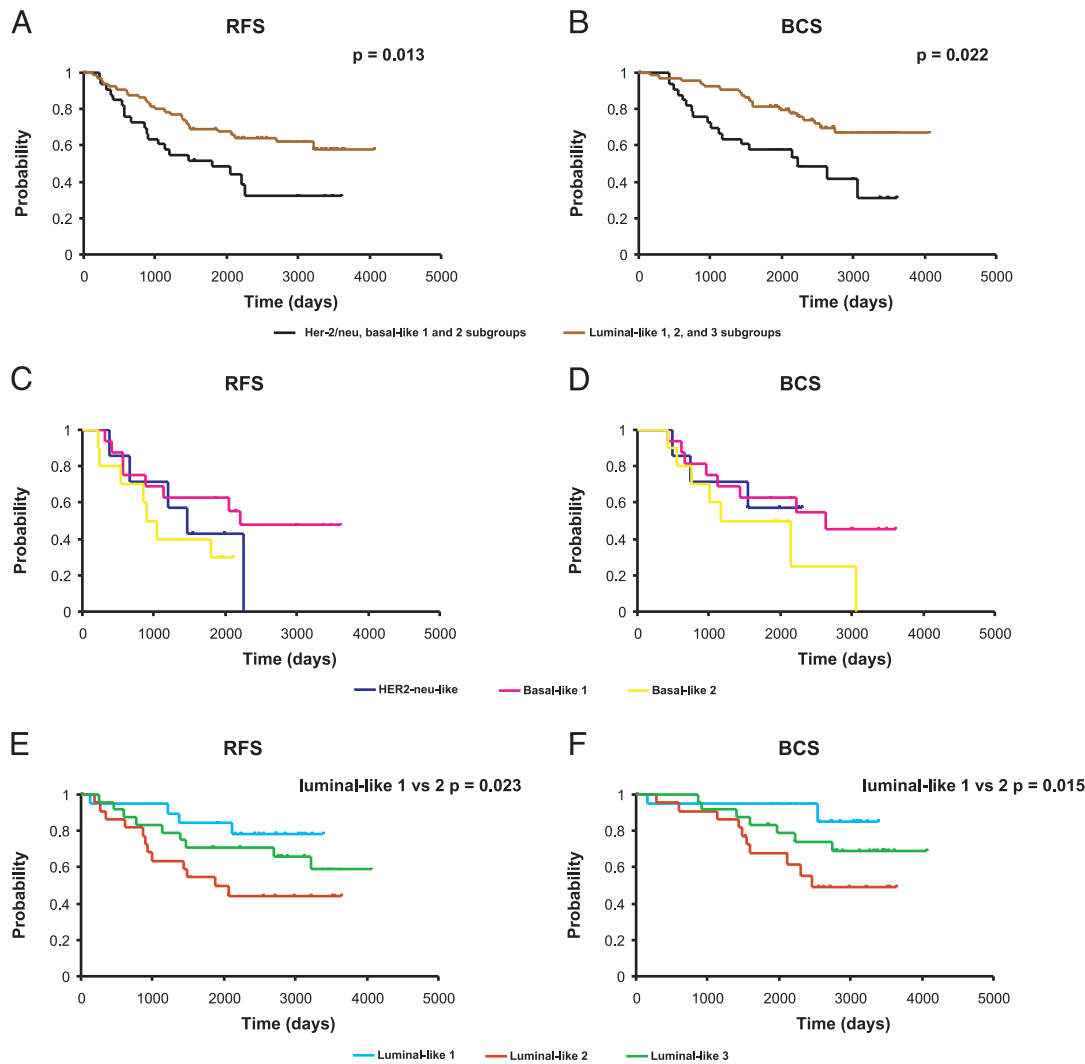 A
RFS
p = 0.013
Probability
1
0.8
0.6
0.4
0.2
0
0 1000 2000 3000 4000 5000
Time (days)
B
BCS
p = 0.022
Probability
1
0.8
0.6
0.4
0.2
0
0 1000 2000 3000 4000 5000
Time (days)
Her-2/neu, basal-like 1 and 2 subgroups
Luminal-like 1, 2, and 3 subgroups
C
RFS
Probability
1
0.8
0.6
0.4
0.2
0
0 1000 2000 3000 4000 5000
Time (days)
D
BCS
Probability
1
0.8
0.6
0.4
0.2
0
0 1000 2000 3000 4000 5000
Time (days)
HER2-neu-like
Basal-like 1
Basal-like 2
E
RFS
luminal-like 1 vs 2 p = 0.023
Probability
1
0.8
0.6
0.4
0.2
0
0 1000 2000 3000 4000 5000
Time (days)
F
BCS
luminal-like 1 vs 2 p = 0.015
Probability
1
0.8
0.6
0.4
0.2
0
0 1000 2000 3000 4000 5000
Time (days)
Luminal-like 1
Luminal-like 2
Luminal-like 3